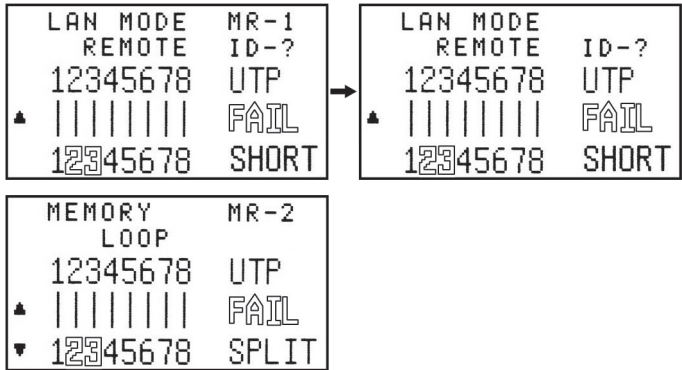 LAN MODE MR-1
REMOTE ID-?
12345678 UTP
FAIL
12345678 SHORT
LAN MODE
REMOTE ID-?
12345678 UTP
FAIL
12345678 SHORT
MEMORY MR-2
LOOP
12345678 UTP
FAIL
12345678 SPLIT